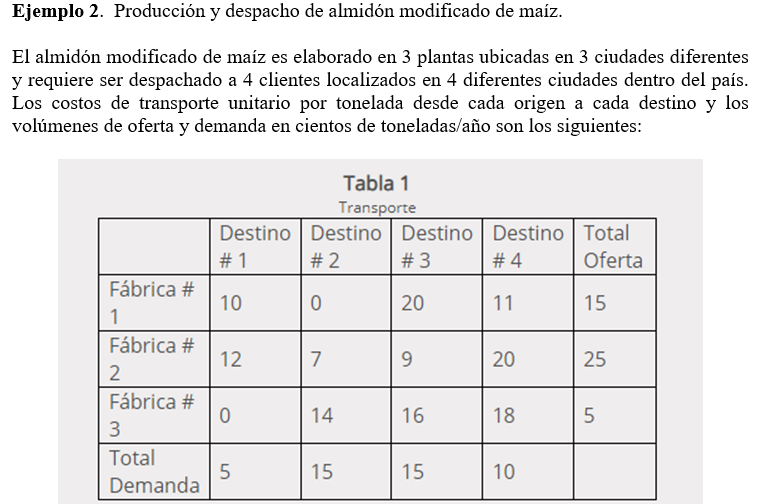 Ejemplo 2. Producción y despacho de almidón modificado de maíz.
El almidón modificado de maíz es elaborado en 3 plantas ubicadas en 3 ciudades diferentes
y requiere ser despachado a 4 clientes localizados en 4 diferentes ciudades dentro del país.
Los costos de transporte unitario por tonelada desde cada origen a cada destino y los
volúmenes de oferta y demanda en cientos de toneladas/año son los siguientes:
Tabla 1
Transporte
Destino # 1 Destino # 2 Destino # 3 Destino # 4 Total Oferta
Fábrica # 1 10 0 20 11 15
Fábrica # 2 12 7 9 20 25
Fábrica # 3 0 14 16 18 5
Total Demanda 5 15 15 10